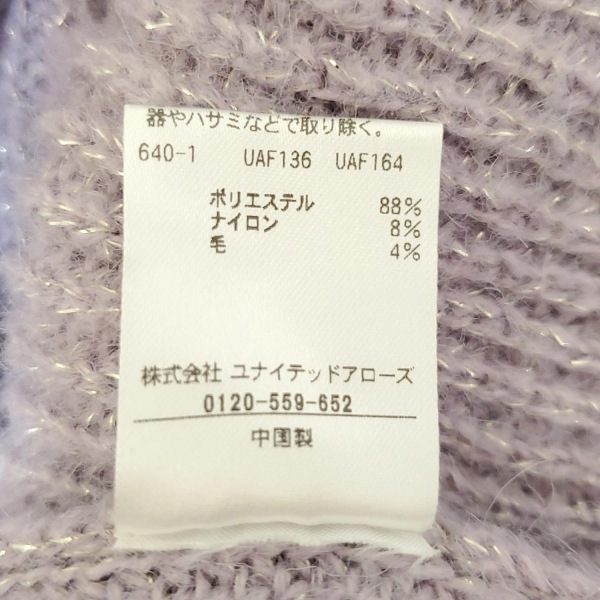 器やハサミなどで取り除く。
640-1 UAF136 UAF164
ポリエステル 88%
ナイロン 8%
毛 4%
株式会社 ユナイテッドアローズ
0120-559-652
中国製